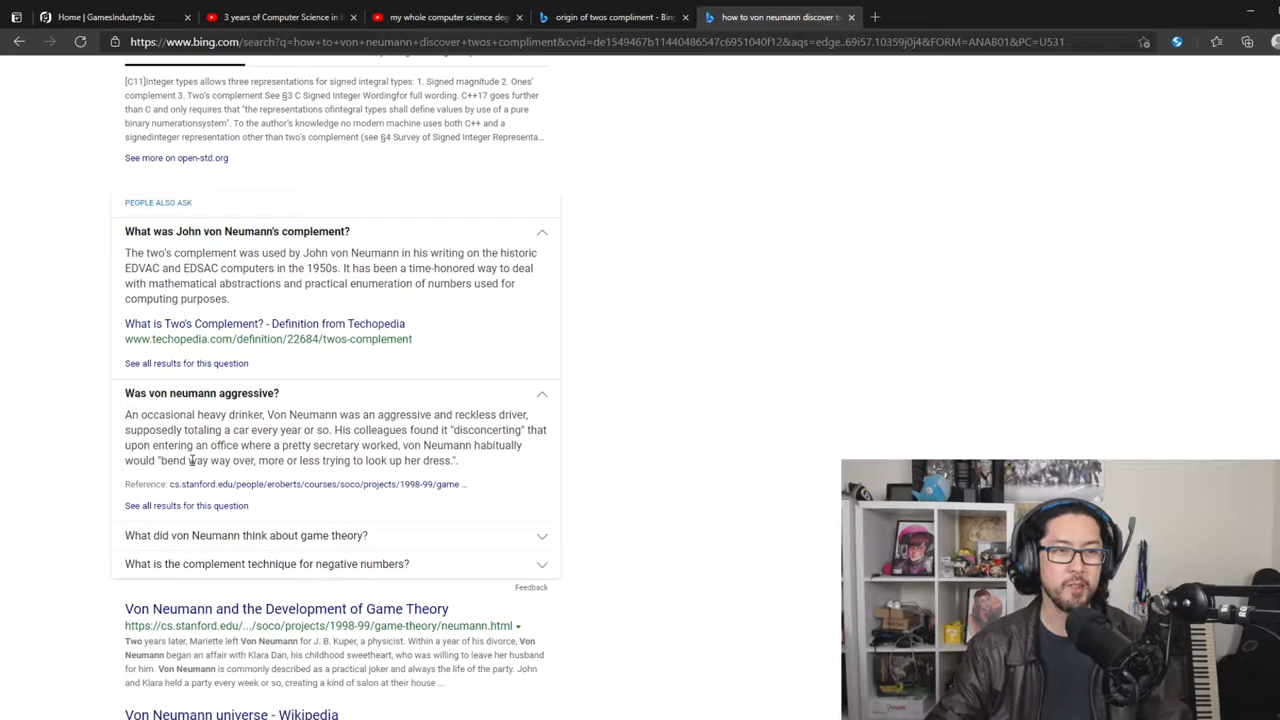 Home | GamesIndustry.biz
3 years of Computer Science in 8
my whole computer science deg
origin of twos compliment - Bing
how to von neumann discover t
https://www.bing.com/search?q=how+to+von+neumann+discover+twos+compliment&cvid=de1549467b11440486547c6951040f12&aqs=edge..69i57.10359j0j4&FORM=ANAB01&PC=U531
[C11]Integer types allows three representations for signed integral types: 1. Signed magnitude 2. Ones'
complement 3. Two's complement See §3 C Signed Integer Wordingfor full wording. C++17 goes further
than C and only requires that "the representations ofintegral types shall define values by use of a pure
binary numerationsystem". To the author's knowledge no modern machine uses both C++ and a
signedinteger representation other than two's complement (see §4 Survey of Signed Integer Representa...
See more on open-std.org
PEOPLE ALSO ASK
What was John von Neumann's complement?
The two's complement was used by John von Neumann in his writing on the historic
EDVAC and EDSAC computers in the 1950s. It has been a time-honored way to deal
with mathematical abstractions and practical enumeration of numbers used for
computing purposes.
What is Two's Complement? - Definition from Techopedia
www.techopedia.com/definition/22684/twos-complement
See all results for this question
Was von neumann aggressive?
An occasional heavy drinker, Von Neumann was an aggressive and reckless driver,
supposedly totaling a car every year or so. His colleagues found it "disconcerting" that
upon entering an office where a pretty secretary worked, von Neumann habitually
would "bend way way over, more or less trying to look up her dress.".
Reference: cs.stanford.edu/people/eroberts/courses/soco/projects/1998-99/game ...
See all results for this question
What did von Neumann think about game theory?
What is the complement technique for negative numbers?
Feedback
Von Neumann and the Development of Game Theory
https://cs.stanford.edu/.../soco/projects/1998-99/game-theory/neumann.html
Two years later, Mariette left Von Neumann for J. B. Kuper, a physicist. Within a year of his divorce, Von
Neumann began an affair with Klara Dan, his childhood sweetheart, who was willing to leave her husband
for him. Von Neumann is commonly described as a practical joker and always the life of the party. John
and Klara held a party every week or so, creating a kind of salon at their house ...
Von Neumann universe - Wikipedia